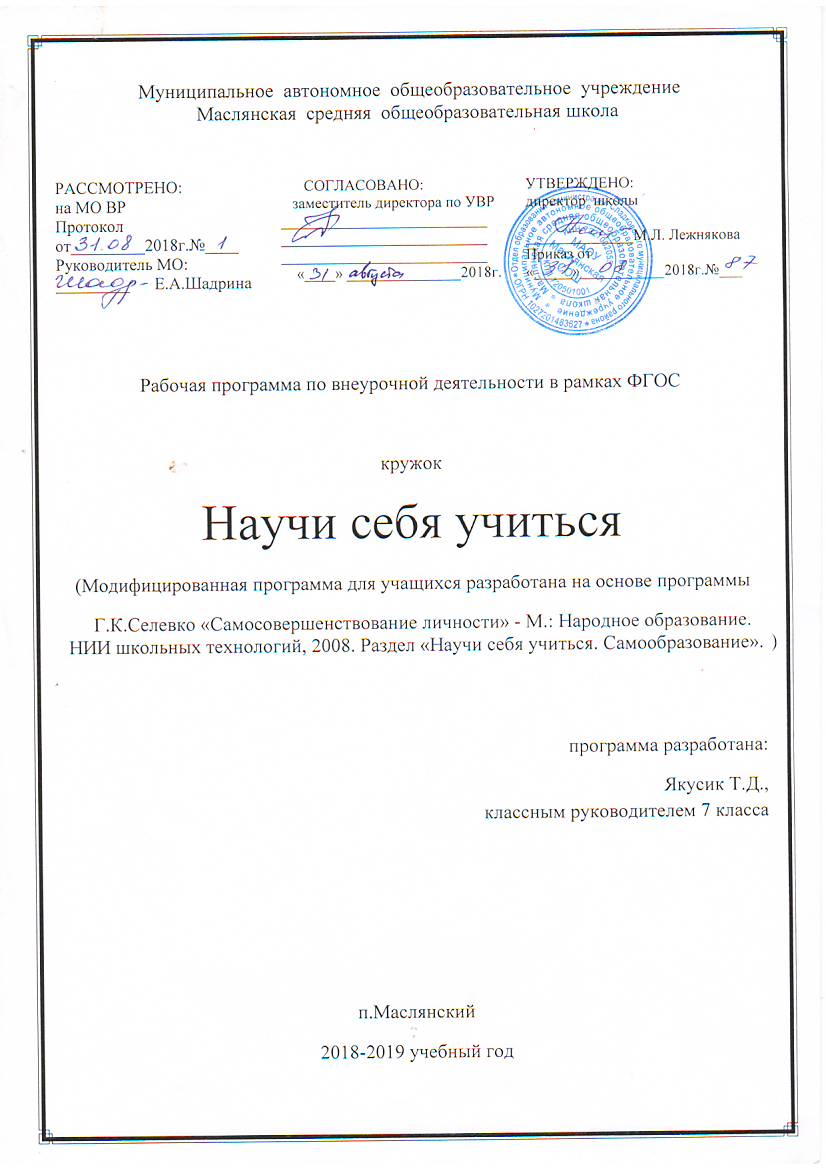 Муниципальное автономное общеобразовательное учреждение
Маслянская средняя общеобразовательная школа
РАССМОТРЕНО:
на МО ВР
Протокол
от 31.08 2018г.№ 1
Руководитель МО:
Шадр- Е.А.Шадрина
СОГЛАСОВАНО:
заместитель директора по УВР
« 31 » августа 2018г.
УТВЕРЖДЕНО:
директор школы
М.Л. Лежнякова
Приказ от
« 31 » 08 2018г.№ 87
Рабочая программа по внеурочной деятельности в рамках ФГОС
кружок
Научи себя учиться
(Модифицированная программа для учащихся разработана на основе программы
Г.К.Селевко «Самосовершенствование личности» - М.: Народное образование.
НИИ школьных технологий, 2008. Раздел «Научи себя учиться. Самообразование». )
программа разработана:
Якусик Т.Д.,
классным руководителем 7 класса
п.Маслянский
2018-2019 учебный год